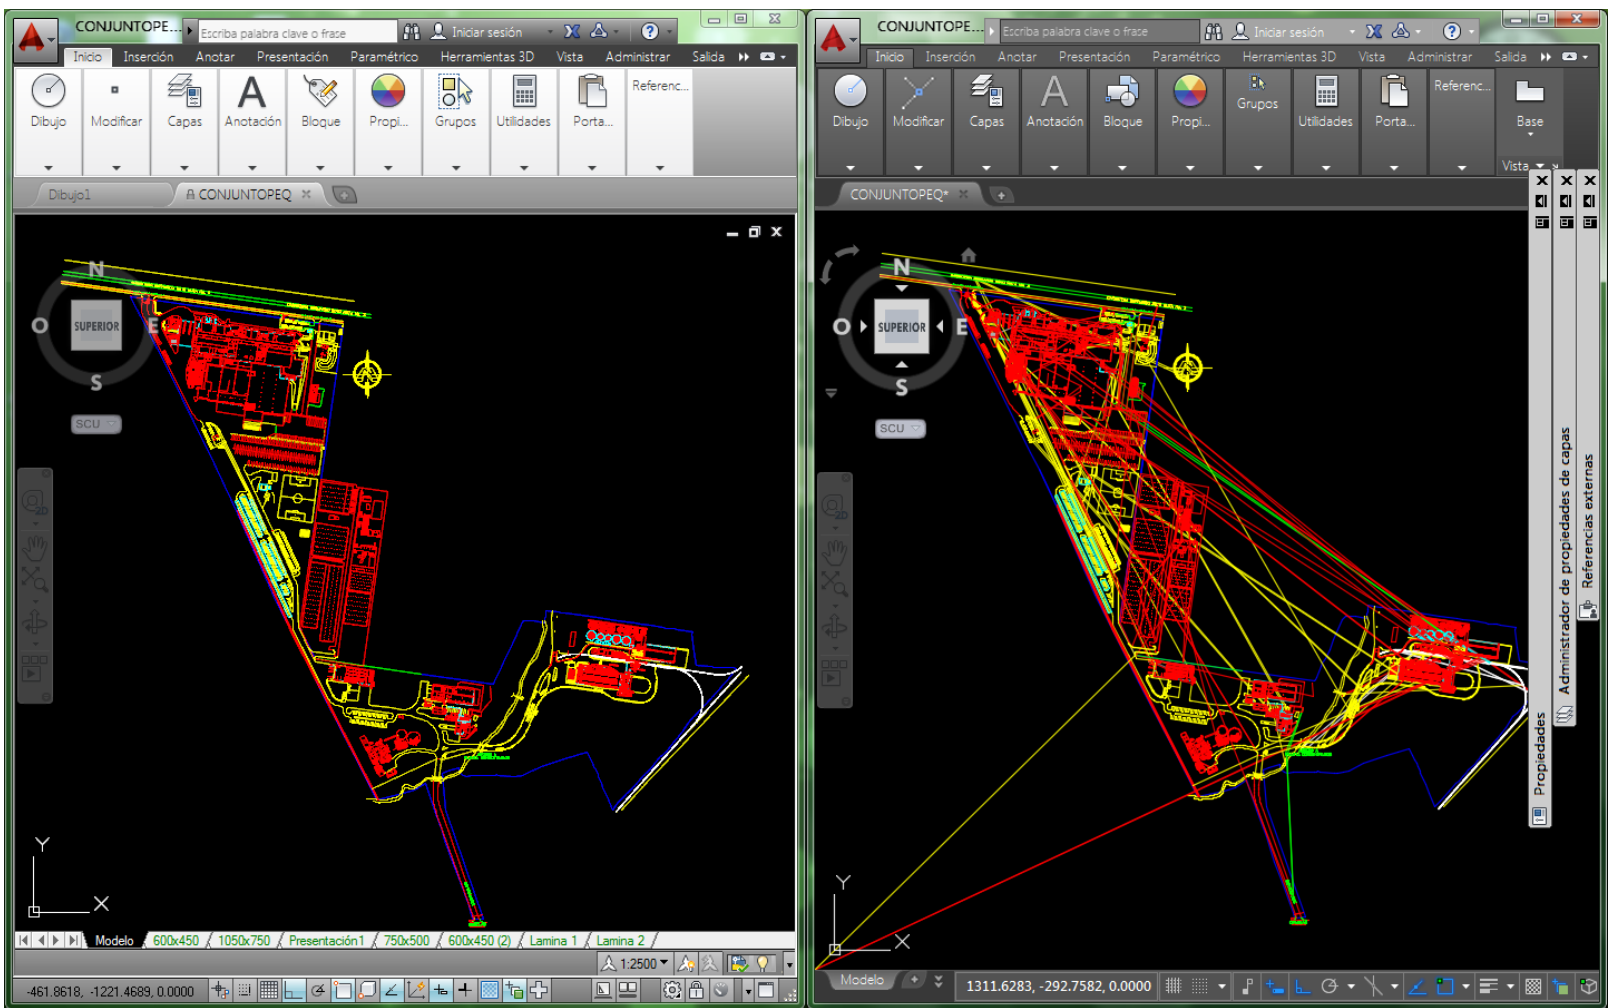 CONJUNTOPE...
Escriba palabra clave o frase
Iniciar sesión
Inicio Inserción Anotar Presentación Paramétrico Herramientas 3D Vista Administrar Salida
Dibujo Modificar Capas Anotación Bloque Propi... Grupos Utilidades Porta... Referenc...
Dibujo1 CONJUNTOPEQ
N
O SUPERIOR E
S
SCU
2D
Y
X
Modelo 600x450 1050x750 Presentación1 750x500 600x450 (2) Lamina 1 Lamina 2
1:2500
-461.8618, -1221.4689, 0.0000
CONJUNTOPE...
Escriba palabra clave o frase
Iniciar sesión
Inicio Inserción Anotar Presentación Paramétrico Herramientas 3D Vista Administrar Salida
Dibujo Modificar Capas Anotación Bloque Propi... Grupos Utilidades Porta... Referenc... Base
Vista
CONJUNTOPEQ*
N
O SUPERIOR E
S
SCU
2D
Propiedades
Administrador de propiedades de capas
Referencias externas
Y
X
Modelo
1311.6283, -292.7582, 0.0000